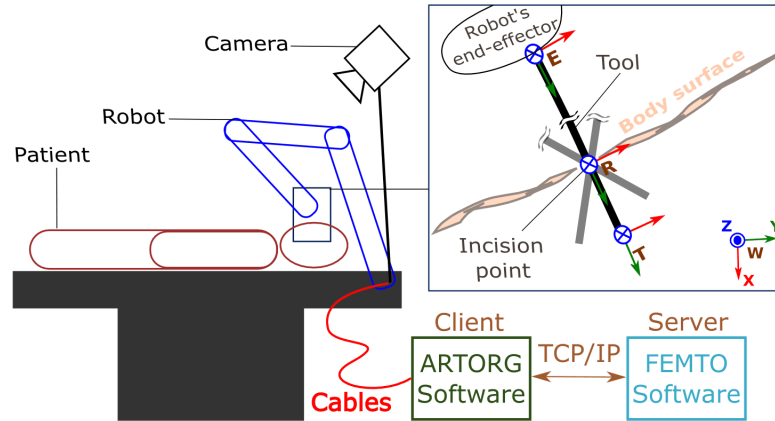 Camera
Robot
Patient
Robot's
end-effector
E
Tool
Body surface
R
Incision
point
T
Z
Y
W
X
Client
Server
ARTORG
Software
TCP/IP
FEMTO
Software
Cables